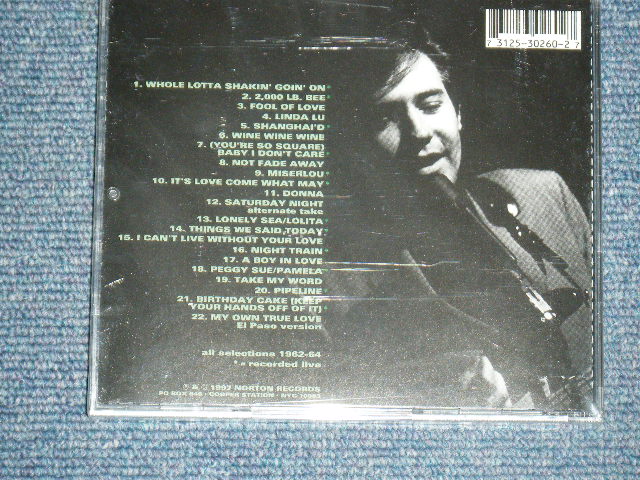 7 31253-30260-2 7
1. WHOLE LOTTA SHAKIN' GOIN' ON*
2. 2,000 LB. BEE*
3. FOOL OF LOVE
4. LINDA LU*
5. SHANGHAI'D*
6. WINE WINE WINE*
7. (YOU'RE SO SQUARE)
BABY I DON'T CARE*
8. NOT FADE AWAY*
9. MISERLOU*
10. IT'S LOVE COME WHAT MAY*
11. DONNA*
12. SATURDAY NIGHT
alternate take
13. LONELY SEA/LOLITA*
14. THINGS WE SAID TODAY*
15. I CAN'T LIVE WITHOUT YOUR LOVE
16. NIGHT TRAIN*
17. A BOY IN LOVE
18. PEGGY SUE/PAMELA*
19. TAKE MY WORD
20. PIPELINE*
21. BIRTHDAY CAKE (KEEP
YOUR HANDS OFF OF IT)*
22. MY OWN TRUE LOVE
El Paso version
all selections 1962-64
* = recorded live
℗ & © 1997 NORTON RECORDS
PO BOX 646 - COOPER STATION - NYC 10003